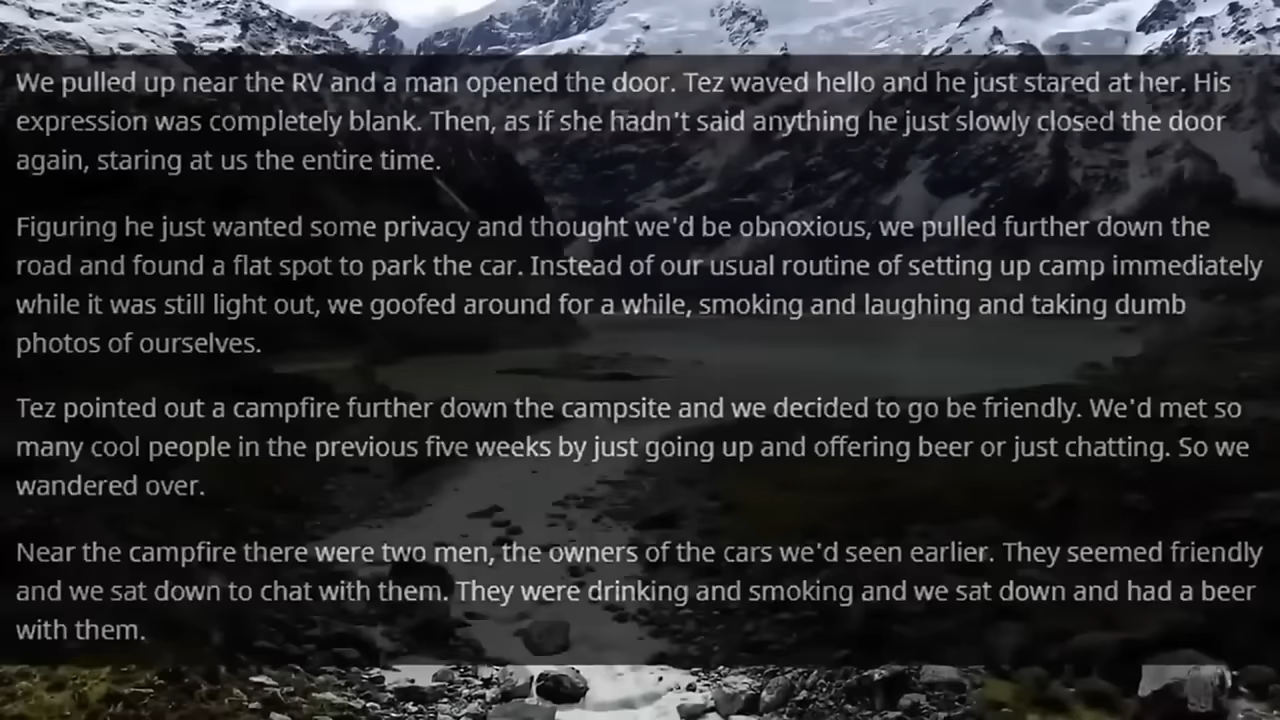 We pulled up near the RV and a man opened the door. Tez waved hello and he just stared at her. His
expression was completely blank. Then, as if she hadn't said anything he just slowly closed the door
again, staring at us the entire time.
Figuring he just wanted some privacy and thought we'd be obnoxious, we pulled further down the
road and found a flat spot to park the car. Instead of our usual routine of setting up camp immediately
while it was still light out, we goofed around for a while, smoking and laughing and taking dumb
photos of ourselves.
Tez pointed out a campfire further down the campsite and we decided to go be friendly. We'd met so
many cool people in the previous five weeks by just going up and offering beer or just chatting. So we
wandered over.
Near the campfire there were two men, the owners of the cars we'd seen earlier. They seemed friendly
and we sat down to chat with them. They were drinking and smoking and we sat down and had a beer
with them.